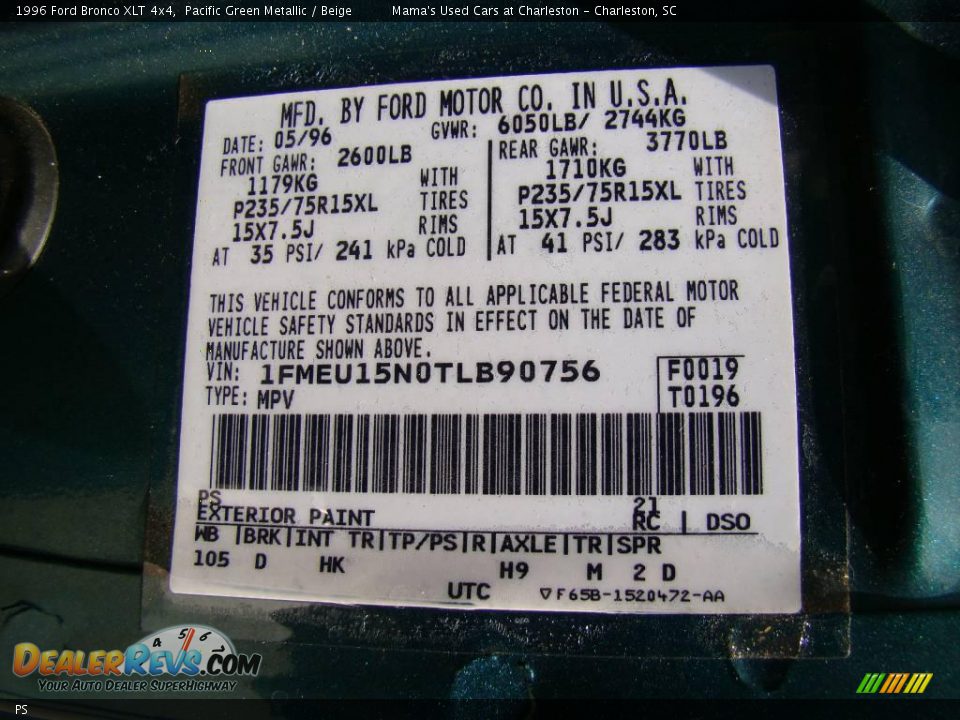 1996 Ford Bronco XLT 4x4, Pacific Green Metallic / Beige Mama's Used Cars at Charleston - Charleston, SC
MFD. BY FORD MOTOR CO. IN U.S.A.
DATE: 05/96 GVWR: 6050LB/ 2744KG
FRONT GAWR: 2600LB
1179KG WITH
P235/75R15XL TIRES
15X7.5J RIMS
AT 35 PSI/ 241 kPa COLD
REAR GAWR: 3770LB
1710KG WITH
P235/75R15XL TIRES
15X7.5J RIMS
AT 41 PSI/ 283 kPa COLD
THIS VEHICLE CONFORMS TO ALL APPLICABLE FEDERAL MOTOR
VEHICLE SAFETY STANDARDS IN EFFECT ON THE DATE OF
MANUFACTURE SHOWN ABOVE.
VIN: 1FMEU15N0TLB90756 F0019
TYPE: MPV T0196
PS 21
EXTERIOR PAINT RC | DSO
WB |BRK|INT TR|TP/PS|R|AXLE|TR|SPR
105 D HK H9 M 2 D
UTC ▽F65B-1520472-AA
4 5 6
DEALERREVS.COM
YOUR AUTO DEALER SUPERHIGHWAY
PS